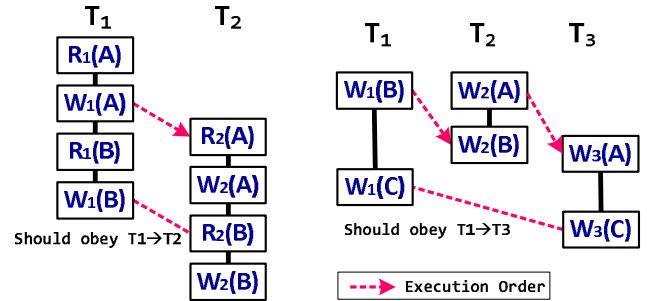 T₁
T₂
R₁(A)
W₁(A)
R₁(B)
W₁(B)
R₂(A)
W₂(A)
R₂(B)
W₂(B)
Should obey T1→T2
T₁
T₂
T₃
W₁(B)
W₁(C)
W₂(A)
W₂(B)
W₃(A)
W₃(C)
Should obey T1→T3
Execution Order